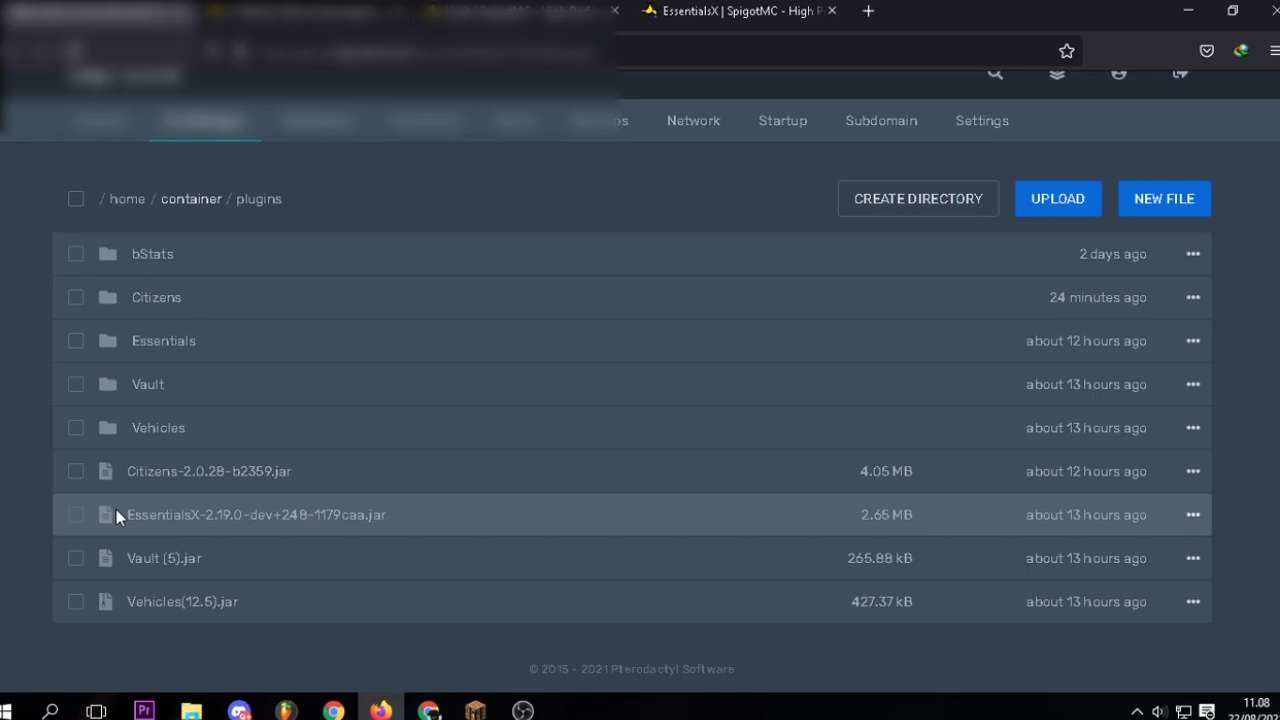 EssentialsX | SpigotMC - High P
Network Startup Subdomain Settings
/ home / container / plugins
CREATE DIRECTORY UPLOAD NEW FILE
bStats 2 days ago
Citizens 24 minutes ago
Essentials about 12 hours ago
Vault about 13 hours ago
Vehicles about 13 hours ago
Citizens-2.0.28-b2359.jar 4.05 MB about 12 hours ago
EssentialsX-2.19.0-dev+248-1179caa.jar 2.65 MB about 13 hours ago
Vault (5).jar 265.88 kB about 13 hours ago
Vehicles(12.5).jar 427.37 kB about 13 hours ago
© 2015 - 2021 Pterodactyl Software
Pr
11.08
22/08/202